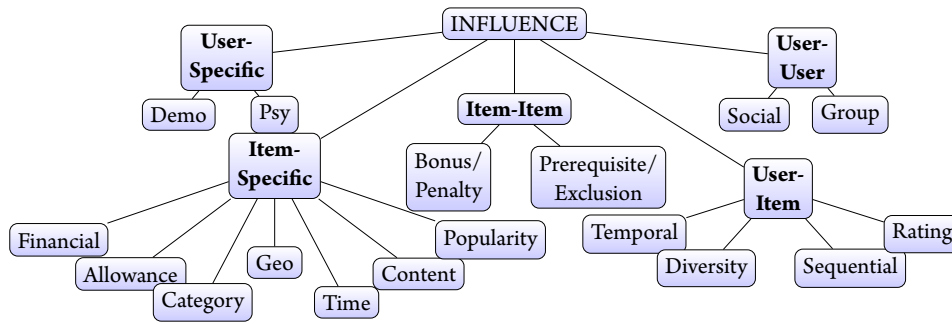 INFLUENCE
User-
Specific
Demo
Psy
Item-
Specific
Financial
Allowance
Category
Geo
Time
Content
Popularity
Item-Item
Bonus/
Penalty
Prerequisite/
Exclusion
User-
Item
Temporal
Diversity
Sequential
Rating
User-
User
Social
Group